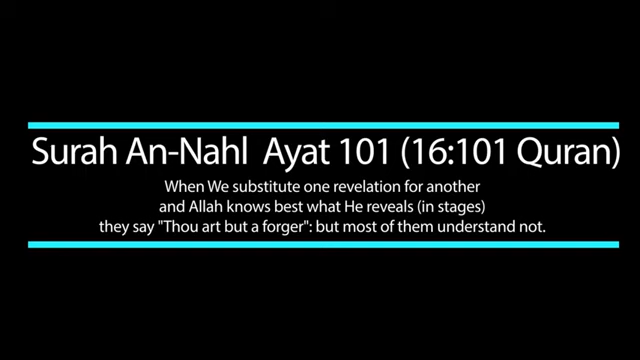 Surah An-Nahl Ayat 101 (16:101 Quran)
When We substitute one revelation for another
and Allah knows best what He reveals (in stages)
they say "Thou art but a forger": but most of them understand not.